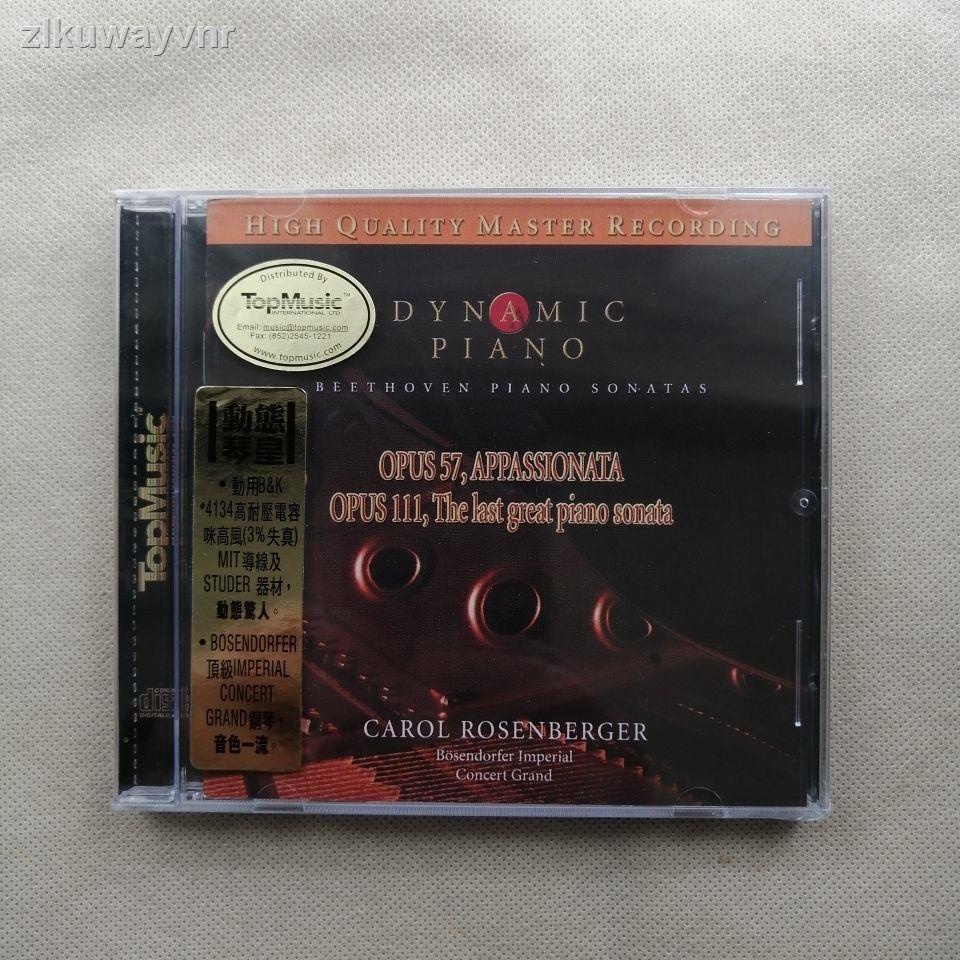 zlkuwayvnr
HIGH QUALITY MASTER RECORDING
Distributed By
TopMusic™
INTERNATIONAL LTD
Email: music@topmusic.com
Fax: (852)2545-1221
www.topmusic.com
DYNAMIC
PIANO
BEETHOVEN PIANO SONATAS
OPUS 57, APPASSIONATA
OPUS 111, The last great piano sonata
動態
琴皇
• 動用B&K
*4134高耐壓電容
咪高風(3%失真)
MIT導線及
STUDER 器材，
動態驚人。
• BOSENDORFER
頂級IMPERIAL
CONCERT
GRAND鋼琴，
音色一流。
CAROL ROSENBERGER
Bösendorfer Imperial
Concert Grand
TopMusic